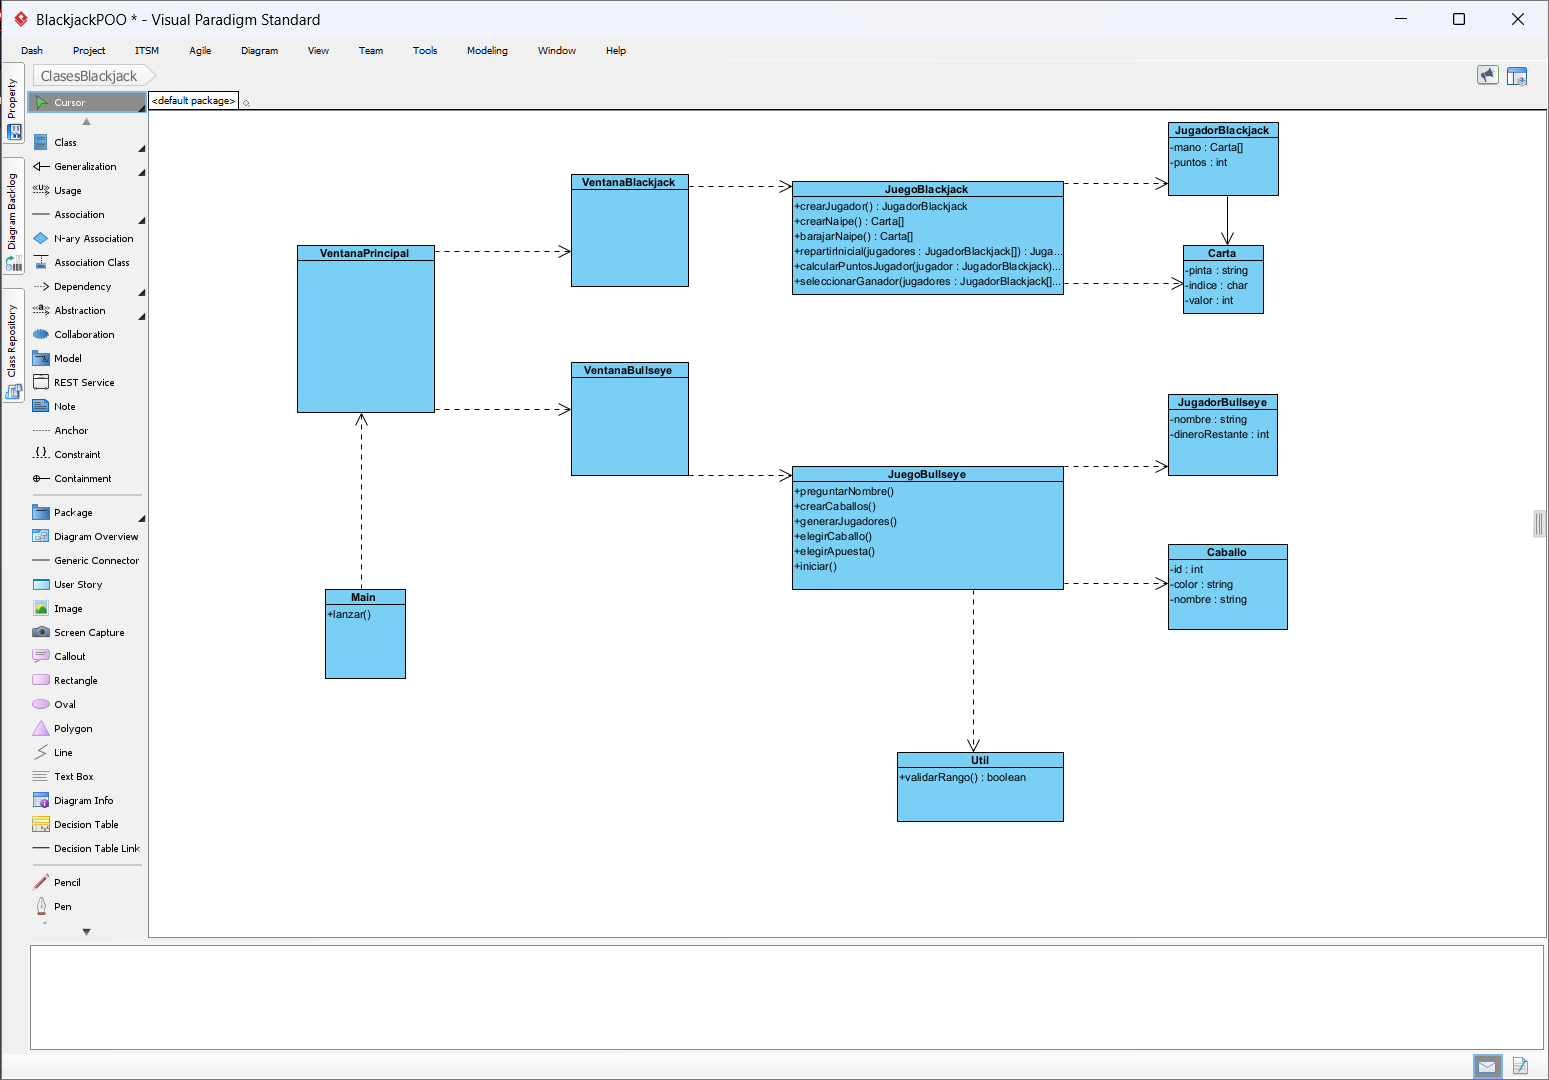 BlackjackPOO * - Visual Paradigm Standard
Dash Project ITSM Agile Diagram View Team Tools Modeling Window Help
ClasesBlackjack
Property
Diagram Backlog
Class Repository
<default package>
Cursor
Class
Generalization
Usage
Association
N-ary Association
Association Class
Dependency
Abstraction
Collaboration
Model
REST Service
Note
Anchor
Constraint
Containment
Package
Diagram Overview
Generic Connector
User Story
Image
Screen Capture
Callout
Rectangle
Oval
Polygon
Line
Text Box
Diagram Info
Decision Table
Decision Table Link
Pencil
Pen
VentanaPrincipal
Main
+lanzar()
VentanaBlackjack
VentanaBullseye
JuegoBlackjack
+crearJugador() : JugadorBlackjack
+crearNaipe() : Carta[]
+barajarNaipe() : Carta[]
+repartirInicial(jugadores : JugadorBlackjack[]) : Juga...
+calcularPuntosJugador(jugador : JugadorBlackjack)...
+seleccionarGanador(jugadores : JugadorBlackjack[]...
JugadorBlackjack
-mano : Carta[]
-puntos : int
Carta
-pinta : string
-indice : char
-valor : int
JuegoBullseye
+preguntarNombre()
+crearCaballos()
+generarJugadores()
+elegirCaballo()
+elegirApuesta()
+iniciar()
JugadorBullseye
-nombre : string
-dineroRestante : int
Caballo
-id : int
-color : string
-nombre : string
Util
+validarRango() : boolean